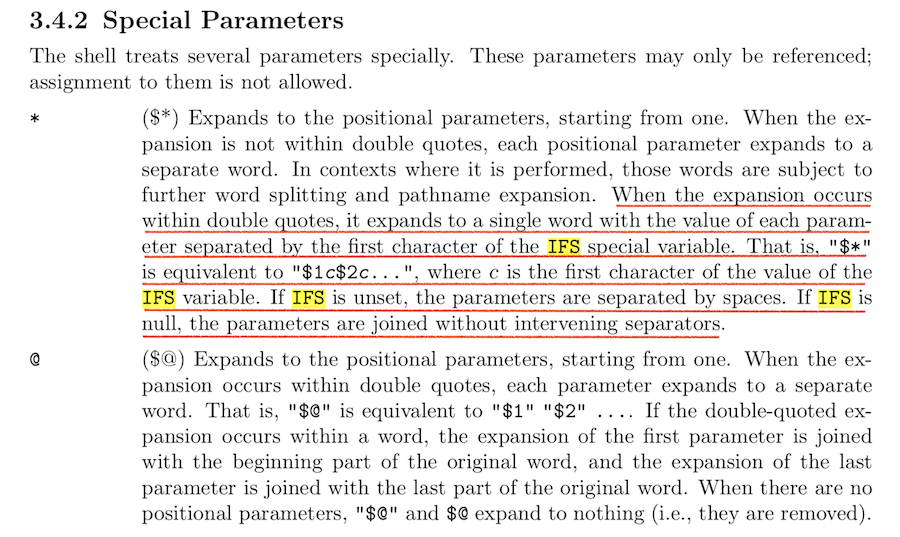 3.4.2 Special Parameters
The shell treats several parameters specially. These parameters may only be referenced;
assignment to them is not allowed.
* ($*) Expands to the positional parameters, starting from one. When the ex-
pansion is not within double quotes, each positional parameter expands to a
separate word. In contexts where it is performed, those words are subject to
further word splitting and pathname expansion. When the expansion occurs
within double quotes, it expands to a single word with the value of each param-
eter separated by the first character of the IFS special variable. That is, "$*"
is equivalent to "$1c$2c...", where c is the first character of the value of the
IFS variable. If IFS is unset, the parameters are separated by spaces. If IFS is
null, the parameters are joined without intervening separators.
@ ($@) Expands to the positional parameters, starting from one. When the ex-
pansion occurs within double quotes, each parameter expands to a separate
word. That is, "$@" is equivalent to "$1" "$2" .... If the double-quoted ex-
pansion occurs within a word, the expansion of the first parameter is joined
with the beginning part of the original word, and the expansion of the last
parameter is joined with the last part of the original word. When there are no
positional parameters, "$@" and $@ expand to nothing (i.e., they are removed).